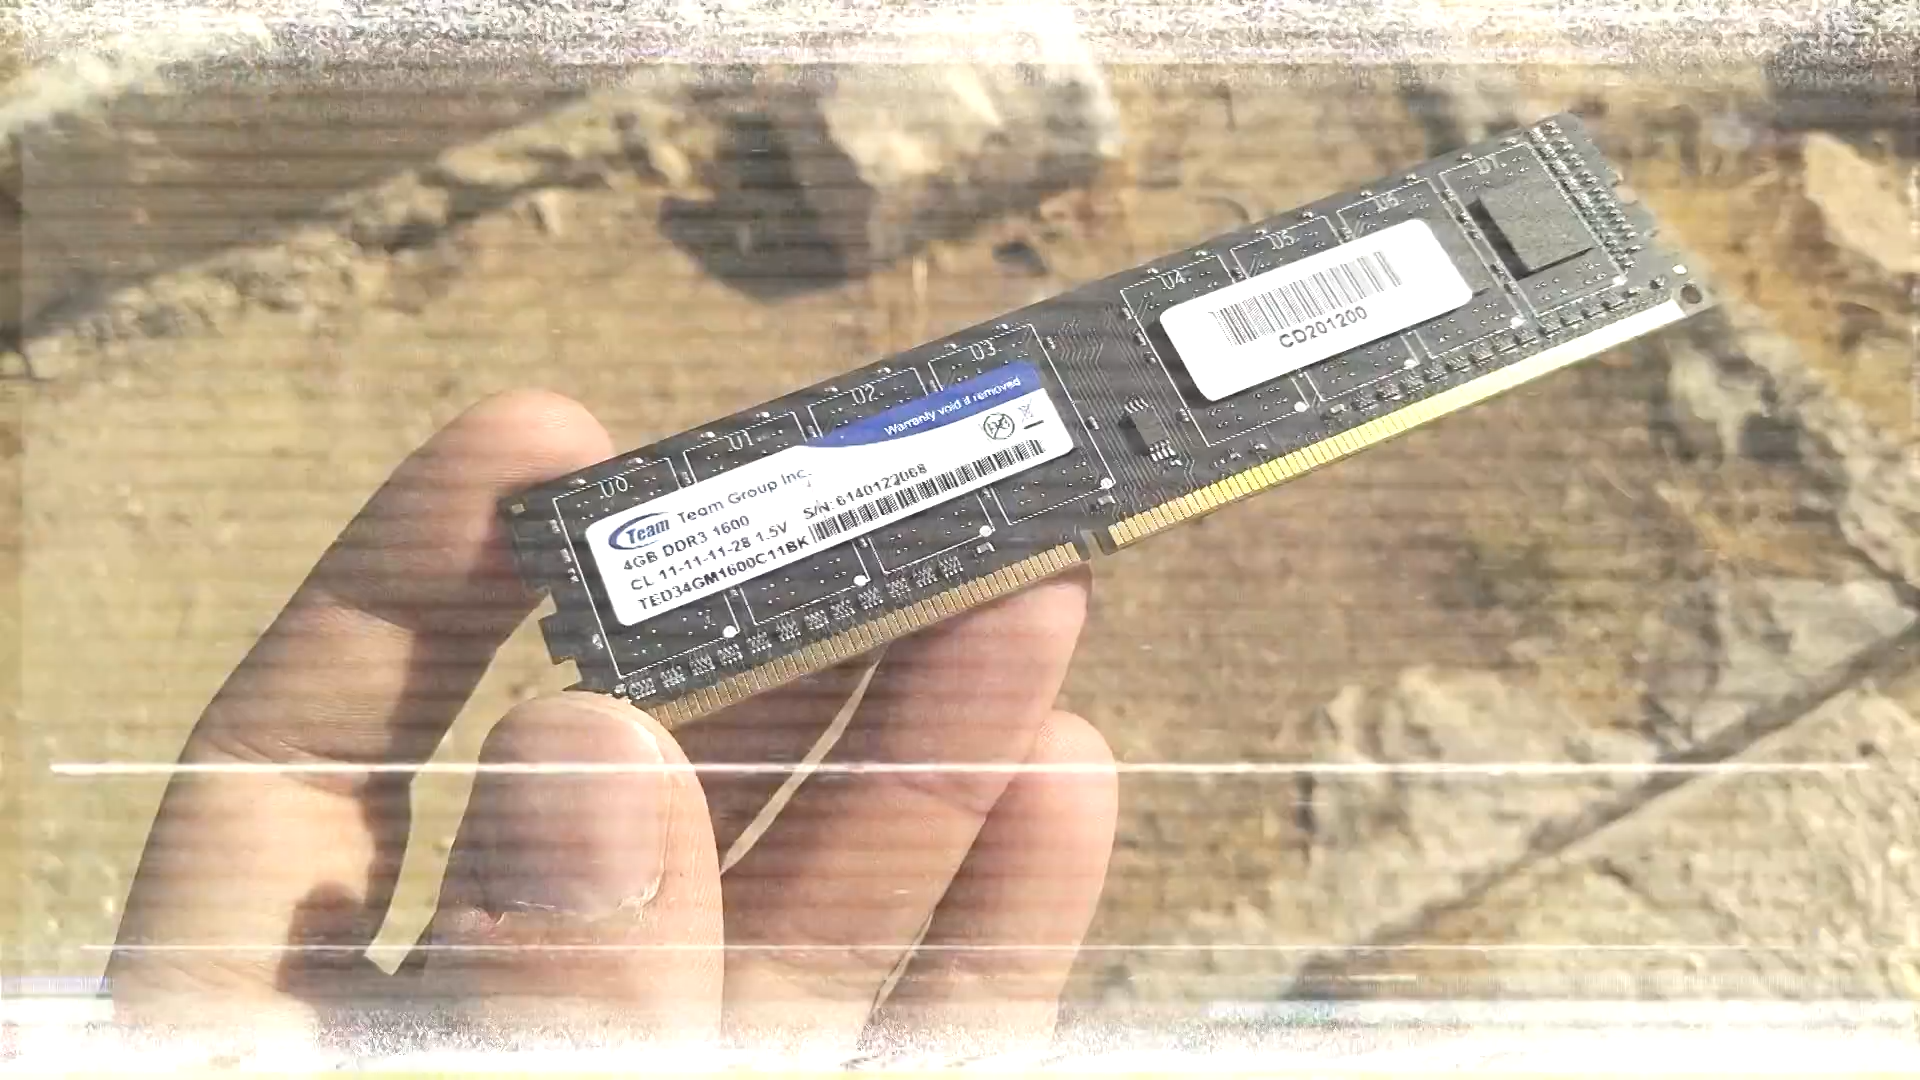 U0
U1
U2
U3
U4
U5
U6
U7
Warranty void if removed
Team Team Group Inc.
4GB DDR3 1600
CL 11-11-11-28 1.5V S/N: 6140122068
TED34GM1600C11BK
CD201200